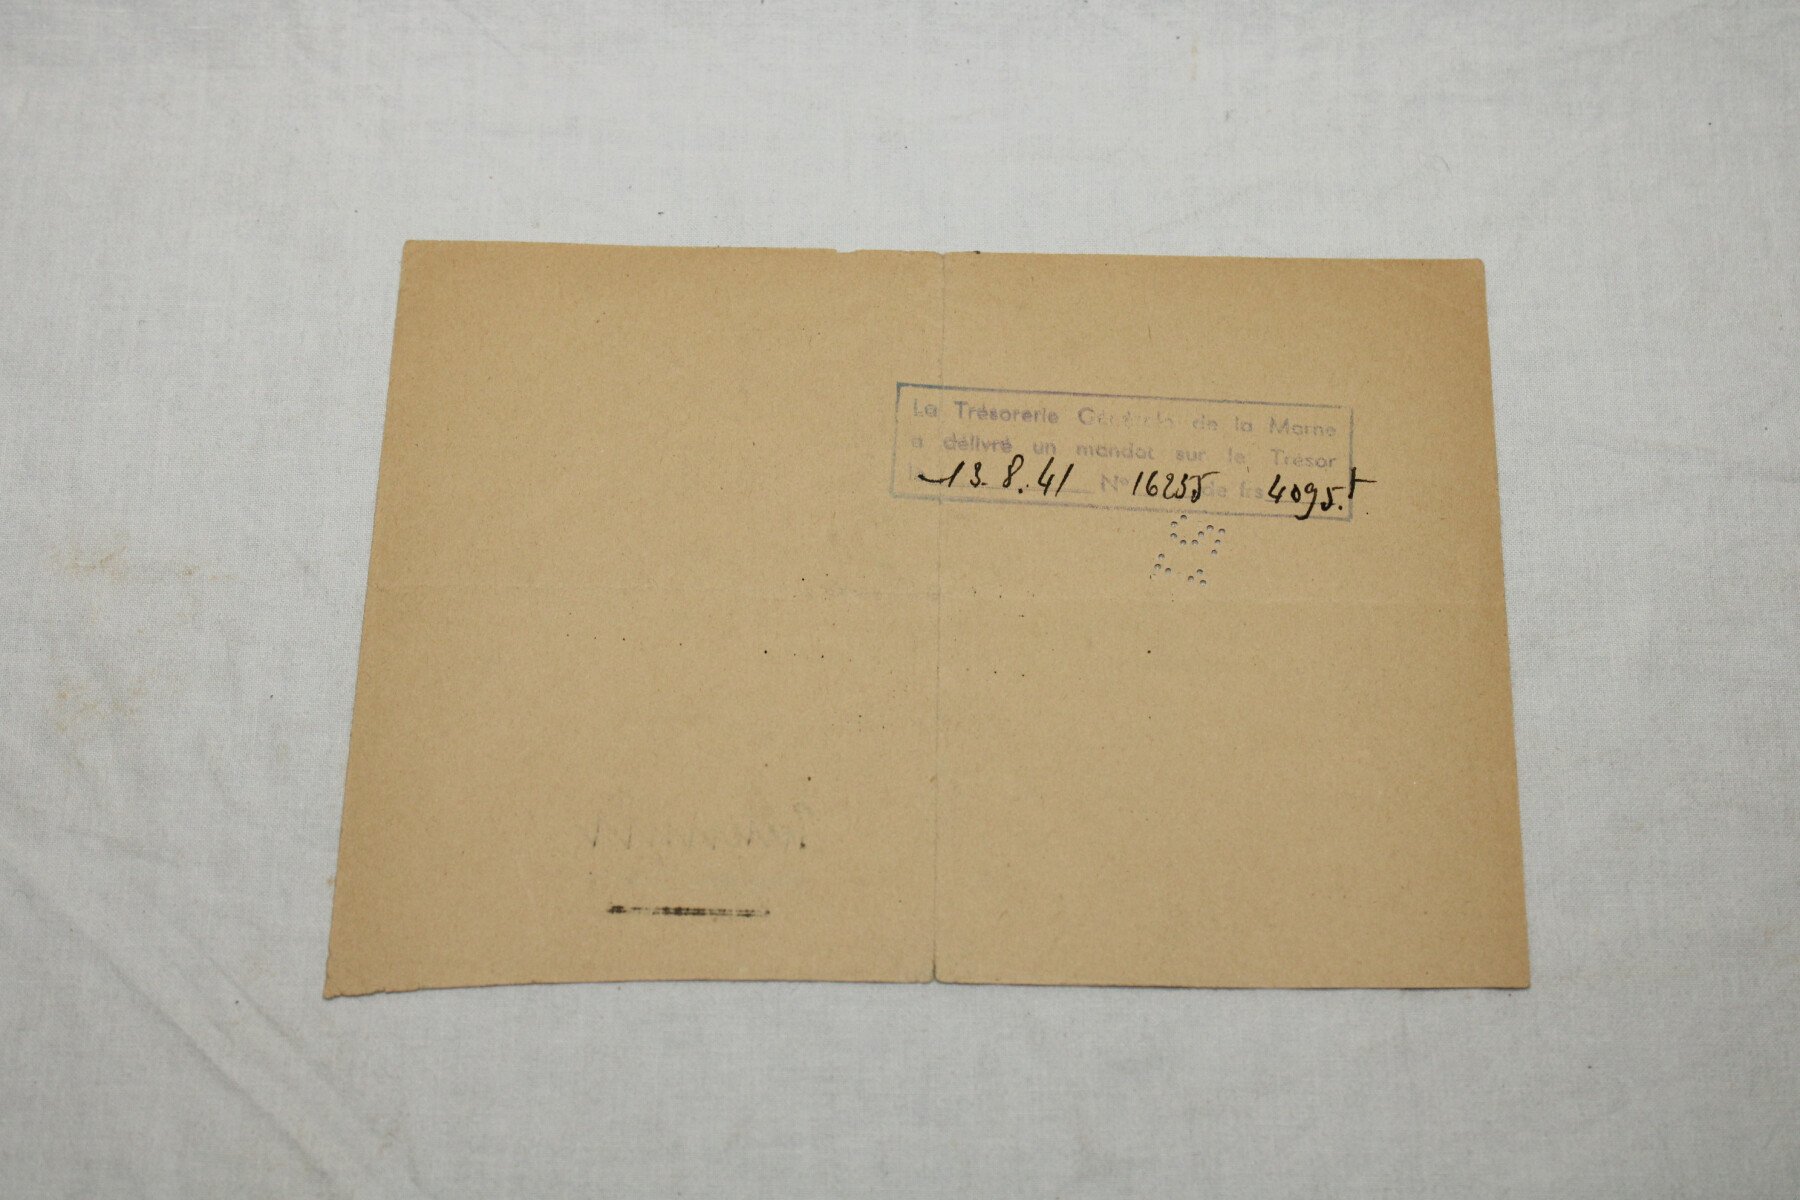 La Trésorerie Générale de la Marne
a délivré un mandat sur le Trésor
le 13.8.41 N° 16255 de frs 4095.